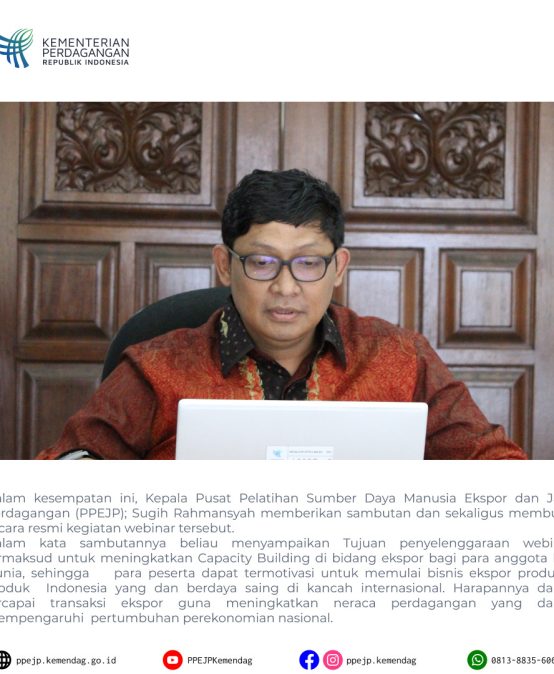 KEMENTERIAN
PERDAGANGAN
REPUBLIK INDONESIA
alam kesempatan ini, Kepala Pusat Pelatihan Sumber Daya Manusia Ekspor dan J
erdagangan (PPEJP); Sugih Rahmansyah memberikan sambutan dan sekaligus membu
cara resmi kegiatan webinar tersebut.
alam kata sambutannya beliau menyampaikan Tujuan penyelenggaraan webi
rmaksud untuk meningkatkan Capacity Building di bidang ekspor bagi para anggota
unia, sehingga para peserta dapat termotivasi untuk memulai bisnis ekspor produ
oduk Indonesia yang dan berdaya saing di kancah internasional. Harapannya da
rcapai transaksi ekspor guna meningkatkan neraca perdagangan yang da
empengaruhi pertumbuhan perekonomian nasional.
ppejp.kemendag.go.id
PPEJPKemendag
ppejp.kemendag
0813-8835-606